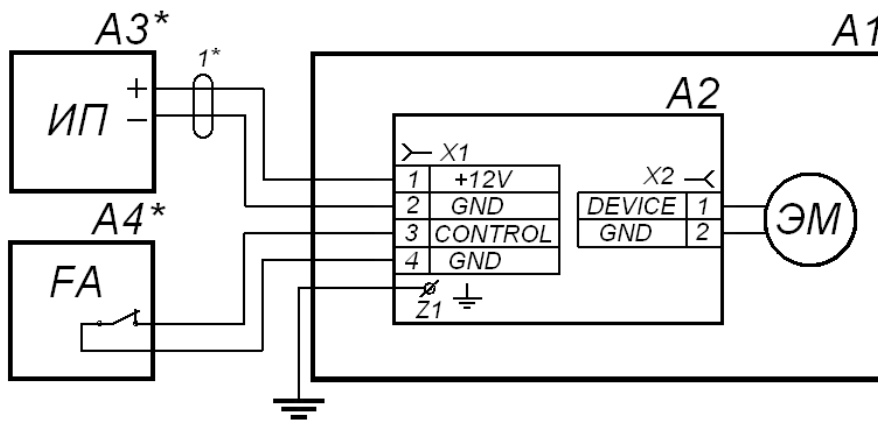 A3*
1*
A1
ИП
+
−
A2
X1
1 +12V
2 GND
3 CONTROL
4 GND
X2
DEVICE 1
GND 2
ЭМ
A4*
FA
Z1